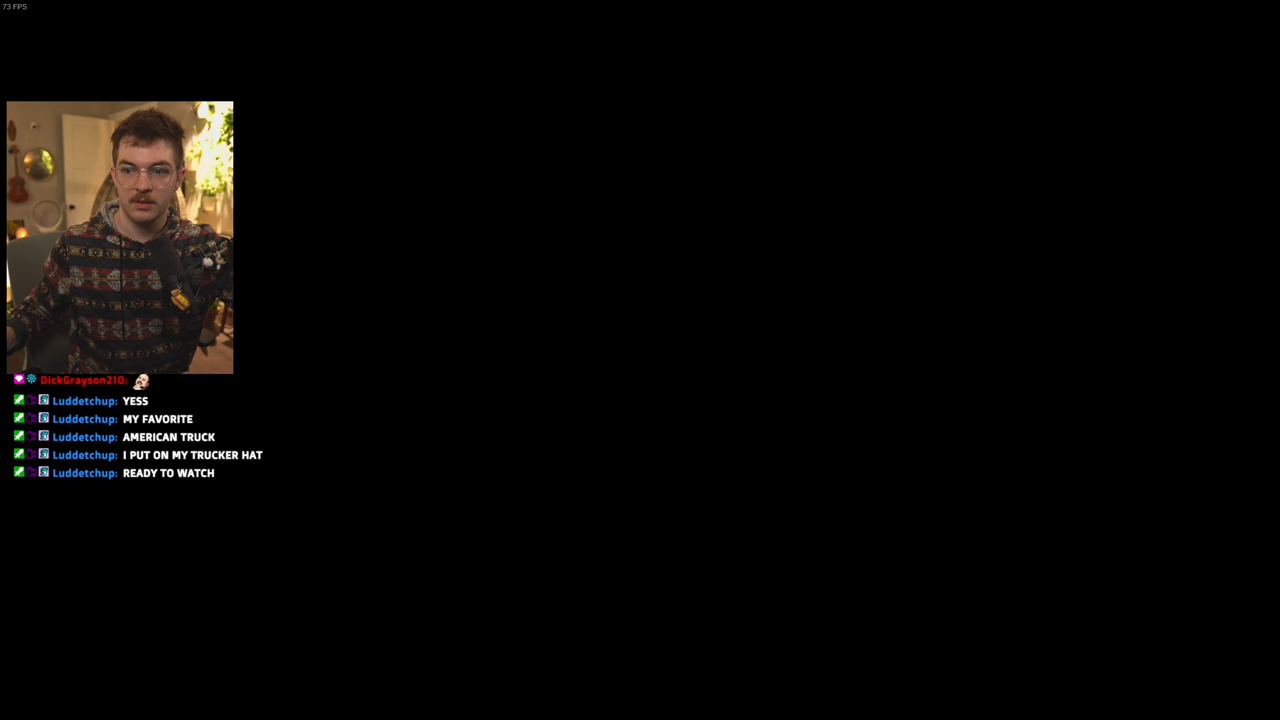 73 FPS
DickGrayson210:
Luddetchup: YESS
Luddetchup: MY FAVORITE
Luddetchup: AMERICAN TRUCK
Luddetchup: I PUT ON MY TRUCKER HAT
Luddetchup: READY TO WATCH